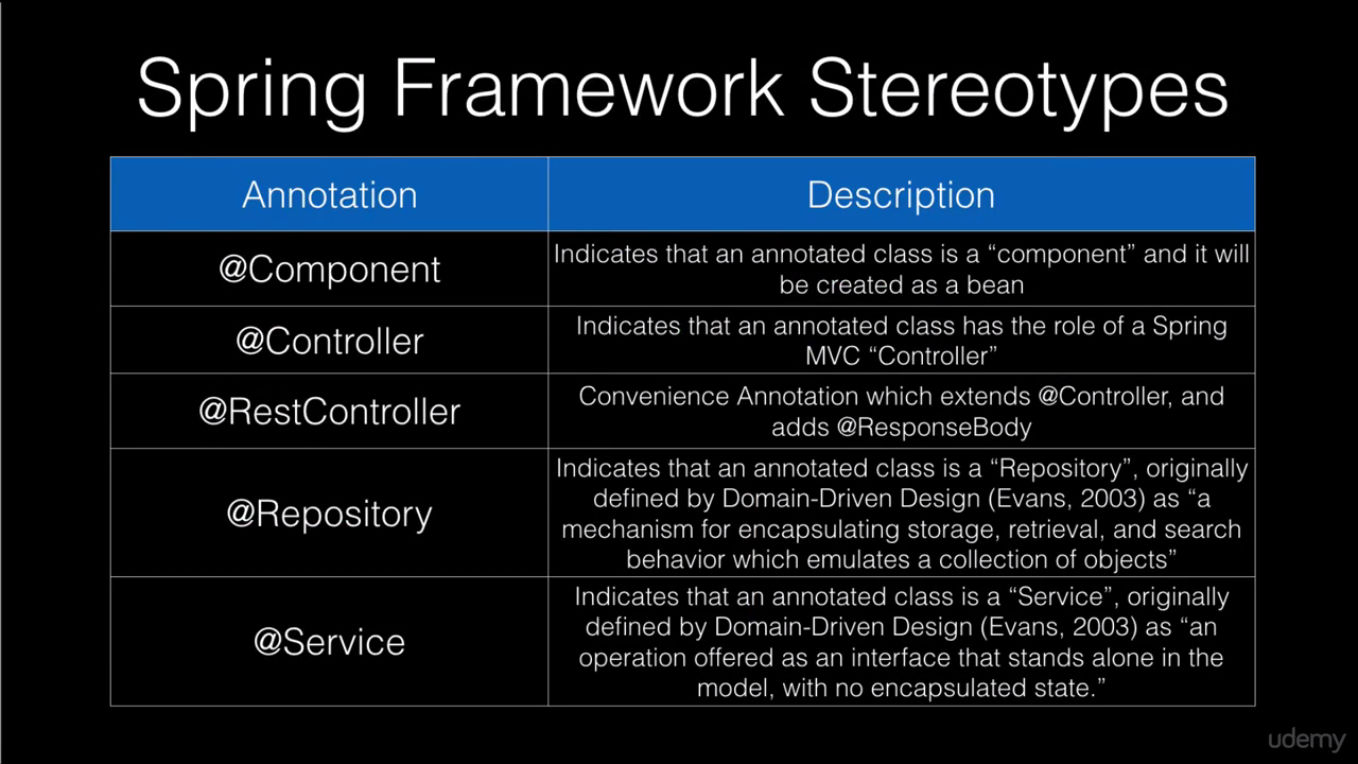 Spring Framework Stereotypes
Annotation
Description
@Component
Indicates that an annotated class is a “component” and it will
be created as a bean
@Controller
Indicates that an annotated class has the role of a Spring
MVC “Controller”
@RestController
Convenience Annotation which extends @Controller, and
adds @ResponseBody
@Repository
Indicates that an annotated class is a “Repository”, originally
defined by Domain-Driven Design (Evans, 2003) as “a
mechanism for encapsulating storage, retrieval, and search
behavior which emulates a collection of objects”
@Service
Indicates that an annotated class is a “Service”, originally
defined by Domain-Driven Design (Evans, 2003) as “an
operation offered as an interface that stands alone in the
model, with no encapsulated state.”
udemy